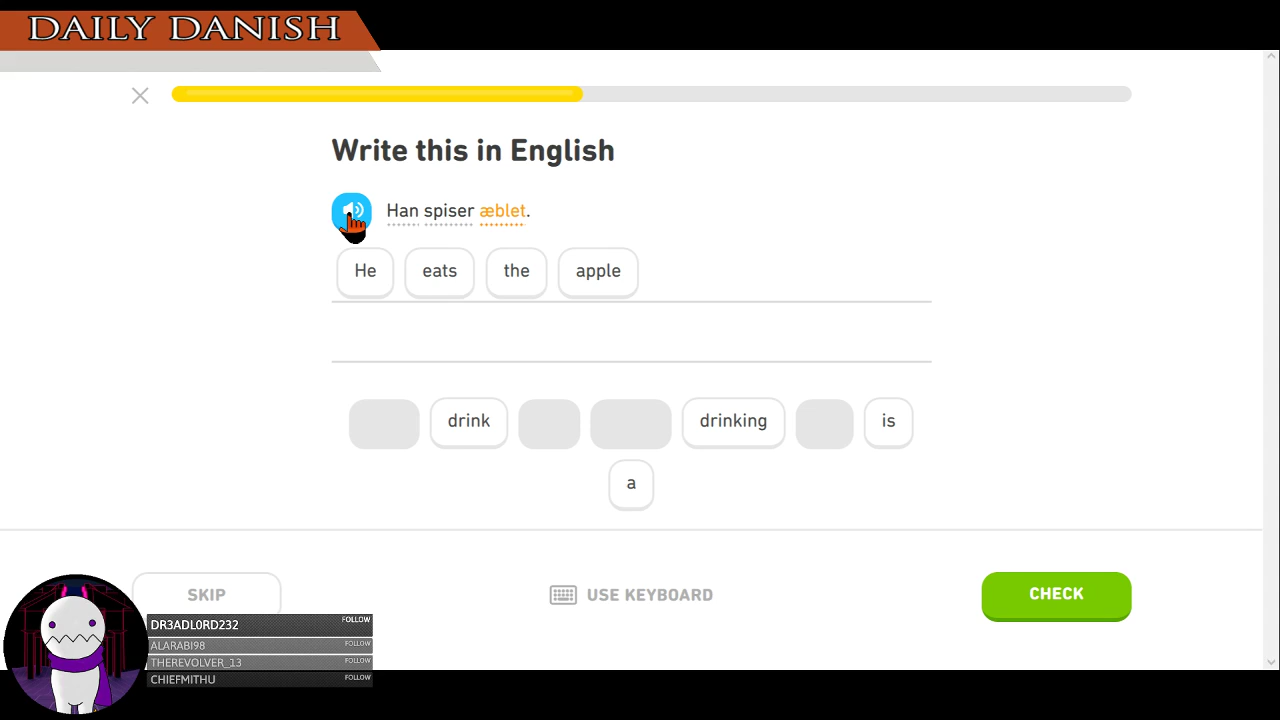 DAILY DANISH
Write this in English
Han spiser æblet.
He eats the apple
drink drinking is
a
SKIP USE KEYBOARD CHECK
DR3ADL0RD232 FOLLOW
ALARABI98 FOLLOW
THEREVOLVER_13 FOLLOW
CHIEFMITHU FOLLOW